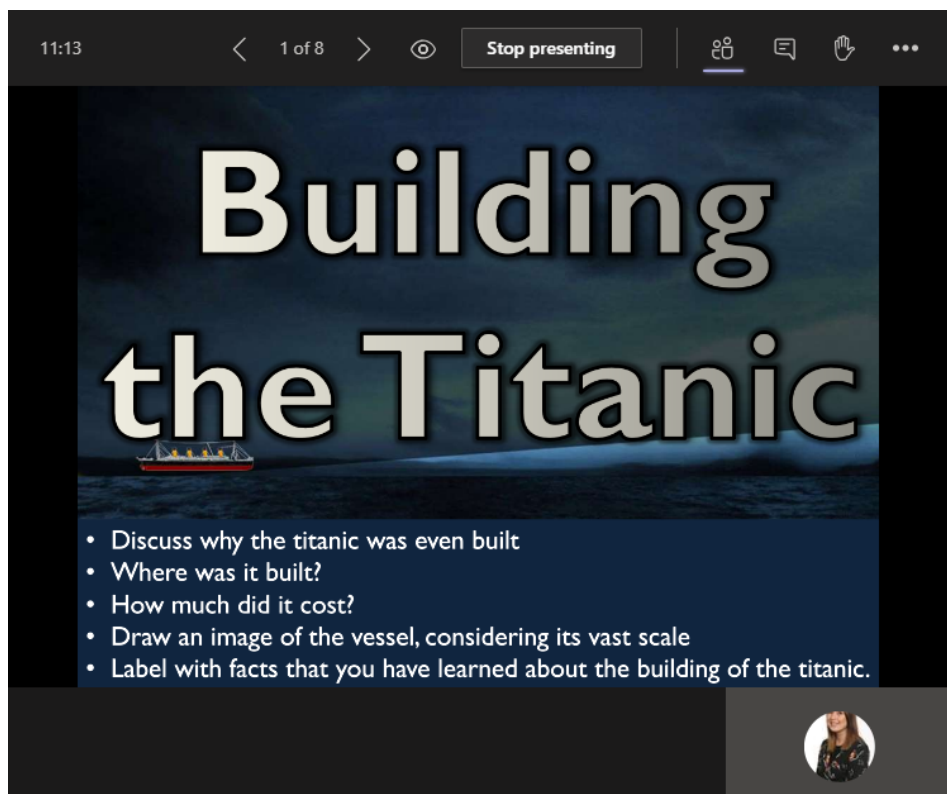 11:13
1 of 8
Stop presenting
Building
the Titanic
• Discuss why the titanic was even built
• Where was it built?
• How much did it cost?
• Draw an image of the vessel, considering its vast scale
• Label with facts that you have learned about the building of the titanic.